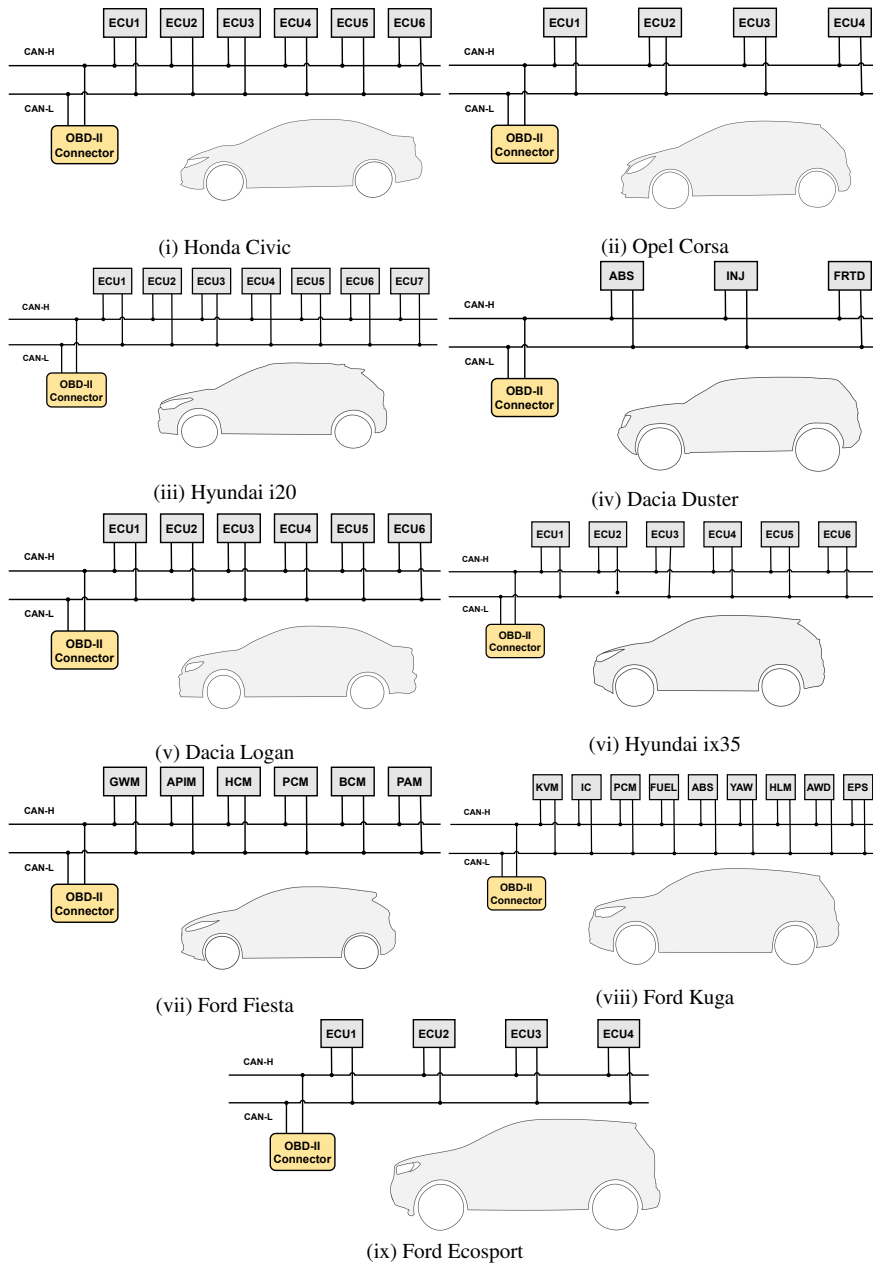 ECU1 ECU2 ECU3 ECU4 ECU5 ECU6
CAN-H
CAN-L
OBD-II
Connector
(i) Honda Civic
ECU1 ECU2 ECU3 ECU4
CAN-H
CAN-L
OBD-II
Connector
(ii) Opel Corsa
ECU1 ECU2 ECU3 ECU4 ECU5 ECU6 ECU7
CAN-H
CAN-L
OBD-II
Connector
(iii) Hyundai i20
ABS INJ FRTD
CAN-H
CAN-L
OBD-II
Connector
(iv) Dacia Duster
ECU1 ECU2 ECU3 ECU4 ECU5 ECU6
CAN-H
CAN-L
OBD-II
Connector
(v) Dacia Logan
ECU1 ECU2 ECU3 ECU4 ECU5 ECU6
CAN-H
CAN-L
OBD-II
Connector
(vi) Hyundai ix35
GWM APIM HCM PCM BCM PAM
CAN-H
CAN-L
OBD-II
Connector
(vii) Ford Fiesta
KVM IC PCM FUEL ABS YAW HLM AWD EPS
CAN-H
CAN-L
OBD-II
Connector
(viii) Ford Kuga
ECU1 ECU2 ECU3 ECU4
CAN-H
CAN-L
OBD-II
Connector
(ix) Ford Ecosport